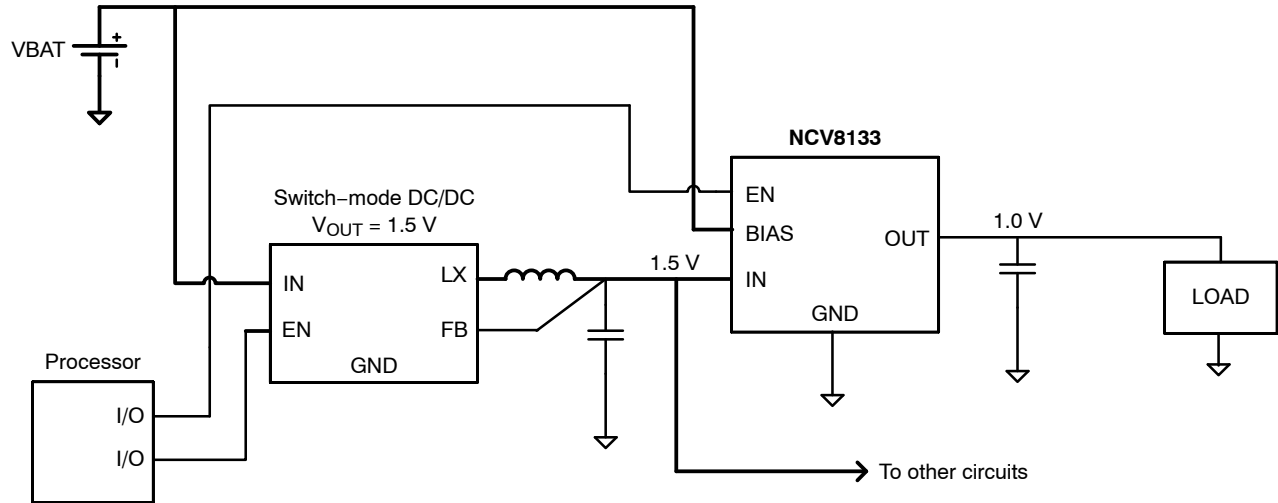 VBAT
+
NCV8133
Switch−mode DC/DC
VOUT = 1.5 V
EN
BIAS
IN
OUT
GND
1.0 V
LOAD
1.5 V
IN
EN
LX
FB
GND
Processor
I/O
I/O
To other circuits